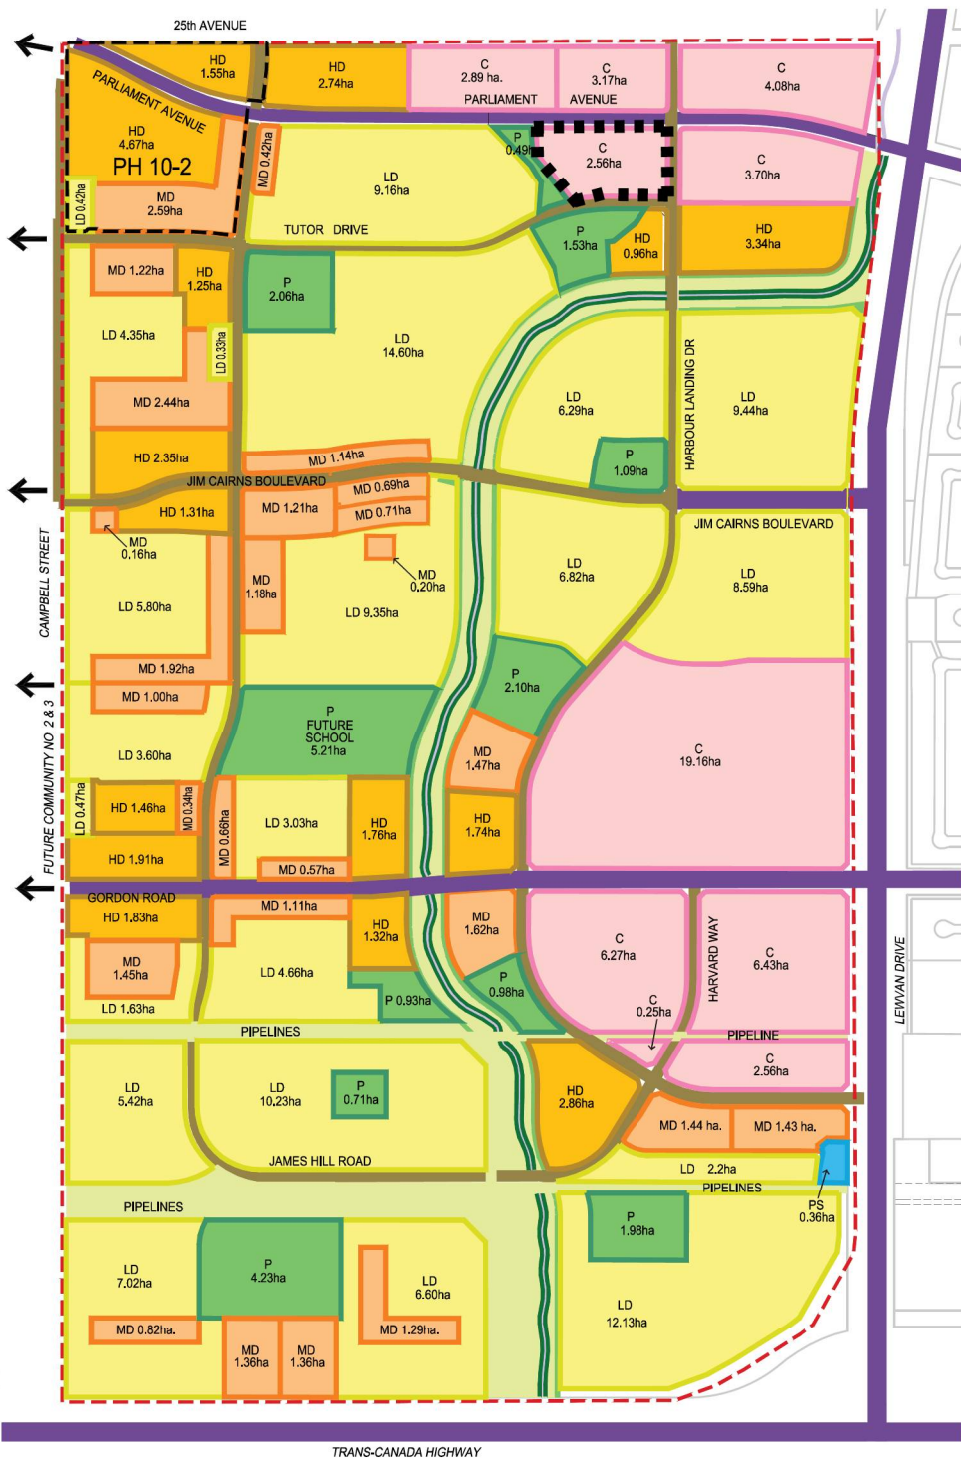 25th AVENUE
HD
1.55ha
HD
2.74ha
C
2.89 ha.
C
3.17ha
C
4.08ha
PARLIAMENT AVENUE
PARLIAMENT AVENUE
HD
4.67ha
PH 10-2
MD 0.42ha
LD
9.16ha
P
0.49h
C
2.56ha
C
3.70ha
LD 0.42ha
MD
2.59ha
TUTOR DRIVE
P
1.53ha
HD
0.96ha
HD
3.34ha
MD 1.22ha
HD
1.25ha
P
2.06ha
LD 4.35ha
LD 0.33ha
LD
14.60ha
MD 2.44ha
LD
6.29ha
HARBOUR LANDING DR
LD
9.44ha
HD 2.35ha
MD 1.14ha
P
1.09ha
JIM CAIRNS BOULEVARD
HD 1.31ha
MD
1.21ha
MD 0.69ha
MD 0.71ha
JIM CAIRNS BOULEVARD
MD
0.16ha
CAMPBELL STREET
LD 5.80ha
MD
1.18ha
MD
0.20ha
LD 9.35ha
LD
6.82ha
LD
8.59ha
MD 1.92ha
MD 1.00ha
P
2.10ha
FUTURE COMMUNITY NO 2 & 3
LD 3.60ha
P
FUTURE
SCHOOL
5.21ha
MD
1.47ha
C
19.16ha
LD 0.47ha
HD 1.46ha
MD 0.34ha
MD 0.66ha
LD 3.03ha
HD
1.76ha
HD
1.74ha
HD 1.91ha
MD 0.57ha
GORDON ROAD
HD 1.83ha
MD 1.11ha
HD
1.32ha
MD
1.62ha
C
6.27ha
HARVARD WAY
C
6.43ha
LEWVAN DRIVE
MD
1.45ha
LD 4.66ha
P 0.93ha
P
0.98ha
LD 1.63ha
C
0.25ha
PIPELINES
PIPELINE
LD
5.42ha
LD
10.23ha
P
0.71ha
HD
2.86ha
C
2.56ha
MD 1.44 ha.
MD 1.43 ha.
JAMES HILL ROAD
LD 2.2ha
PIPELINES
PIPELINES
PS
0.36ha
LD
7.02ha
P
4.23ha
LD
6.60ha
P
1.98ha
LD
12.13ha
MD 0.82ha.
MD
1.36ha
MD
1.36ha
MD 1.29ha.
TRANS-CANADA HIGHWAY